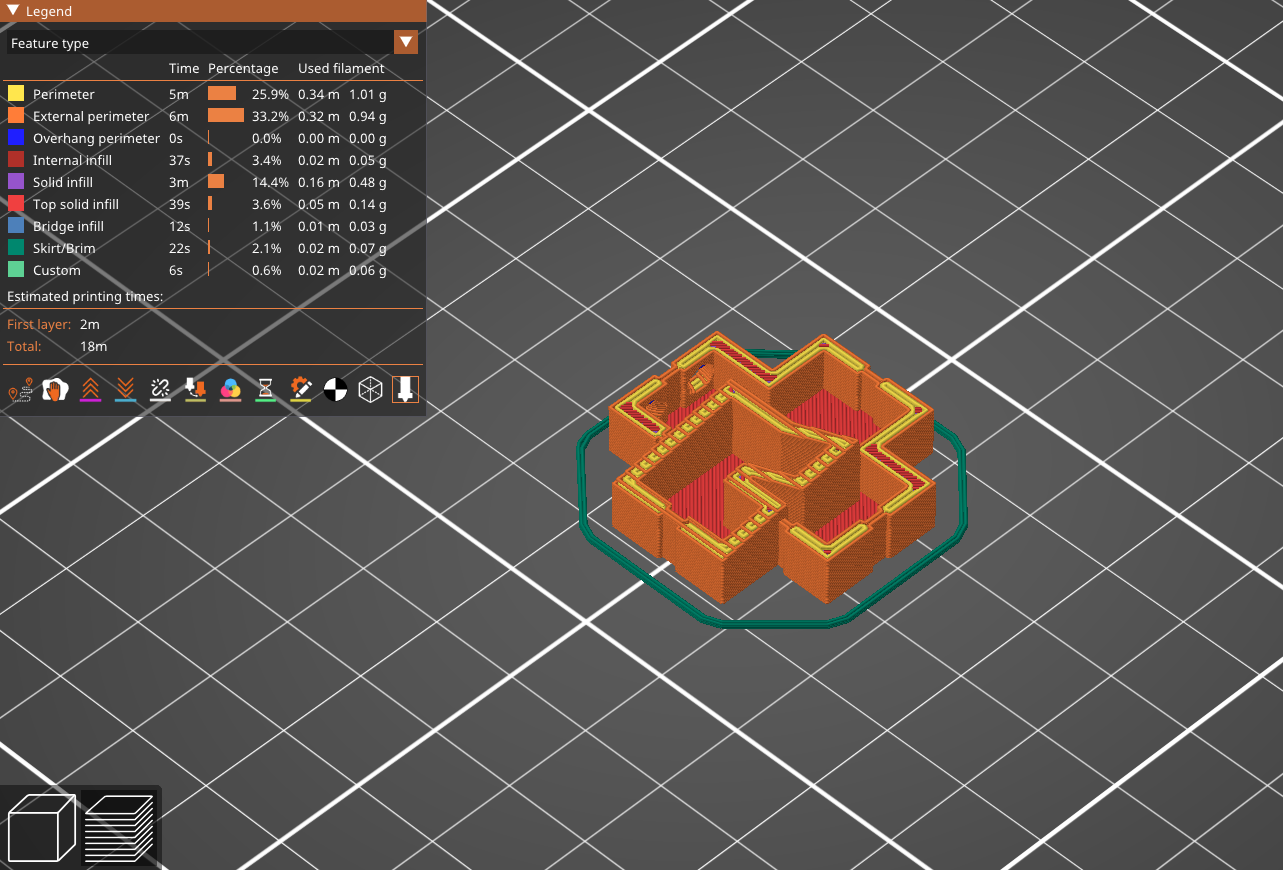 Legend
Feature type
Time Percentage Used filament
Perimeter 5m 25.9% 0.34 m 1.01 g
External perimeter 6m 33.2% 0.32 m 0.94 g
Overhang perimeter 0s 0.0% 0.00 m 0.00 g
Internal infill 37s 3.4% 0.02 m 0.05 g
Solid infill 3m 14.4% 0.16 m 0.48 g
Top solid infill 39s 3.6% 0.05 m 0.14 g
Bridge infill 12s 1.1% 0.01 m 0.03 g
Skirt/Brim 22s 2.1% 0.02 m 0.07 g
Custom 6s 0.6% 0.02 m 0.06 g
Estimated printing times:
First layer: 2m
Total: 18m